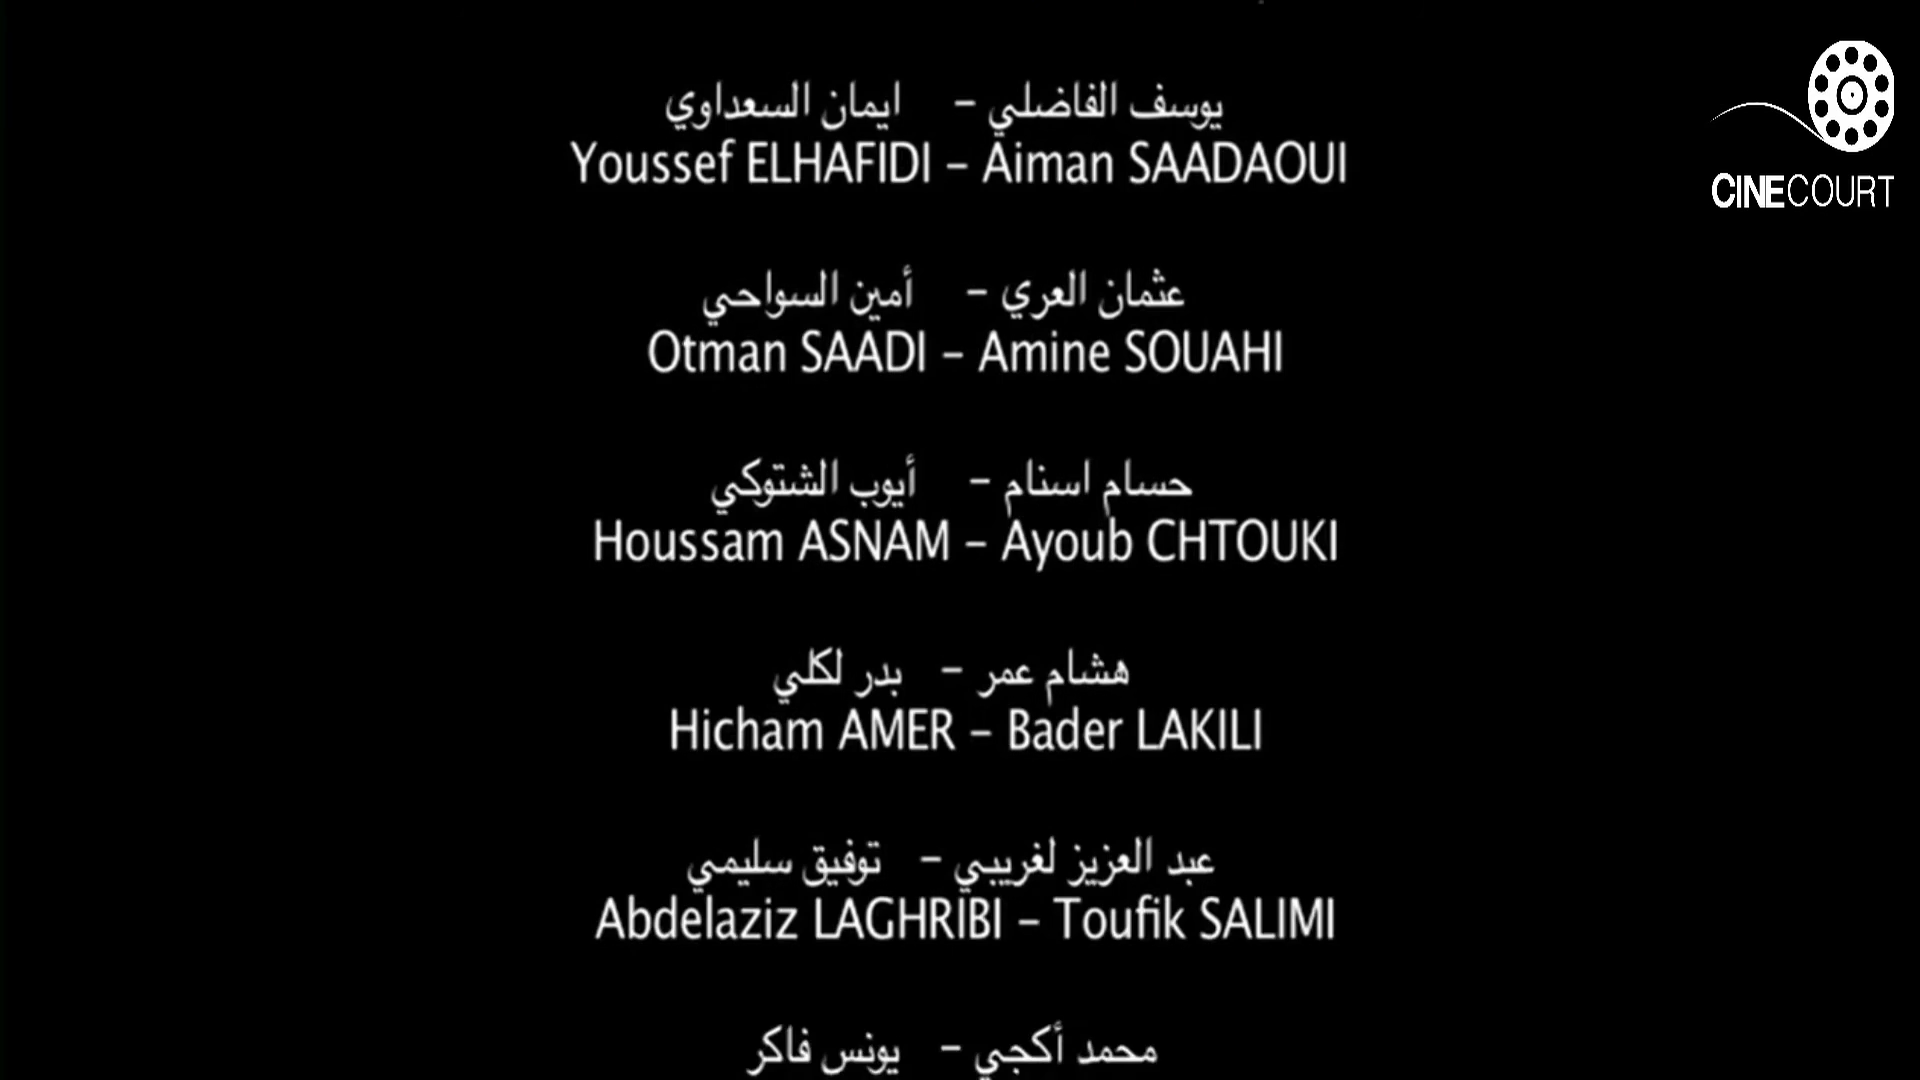 يوسف الفاضلي - ايمان السعداوي
Youssef ELHAFIDI – Aiman SAADAOUI
عثمان العري - أمين السواحي
Otman SAADI – Amine SOUAHI
حسام اسنام - أيوب الشتوكي
Houssam ASNAM – Ayoub CHTOUKI
هشام عمر - بدر لكلي
Hicham AMER – Bader LAKILI
عبد العزيز لغريبي - توفيق سليمي
Abdelaziz LAGHRIBI – Toufik SALIMI
محمد أكجي - يونس فاكر
CINECOURT